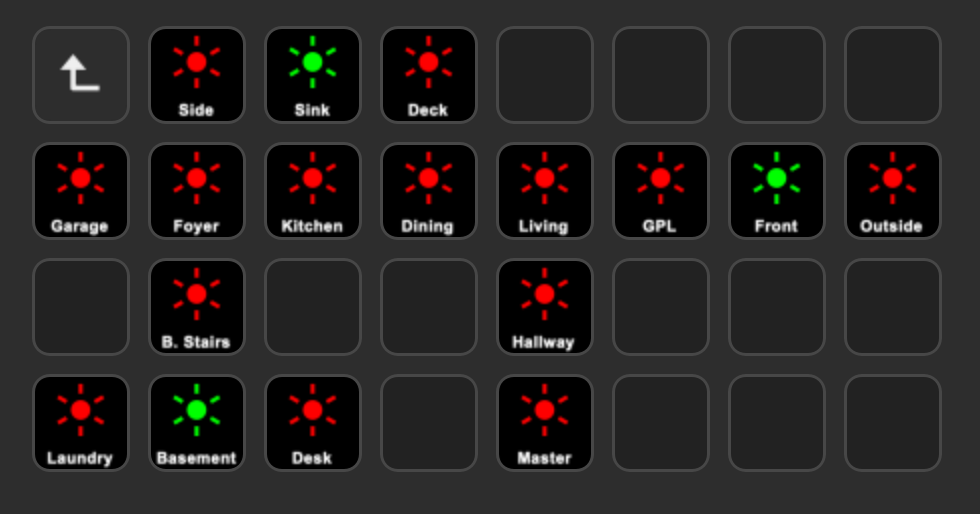 Side
Sink
Deck
Garage
Foyer
Kitchen
Dining
Living
GPL
Front
Outside
B. Stairs
Hallway
Laundry
Basement
Desk
Master